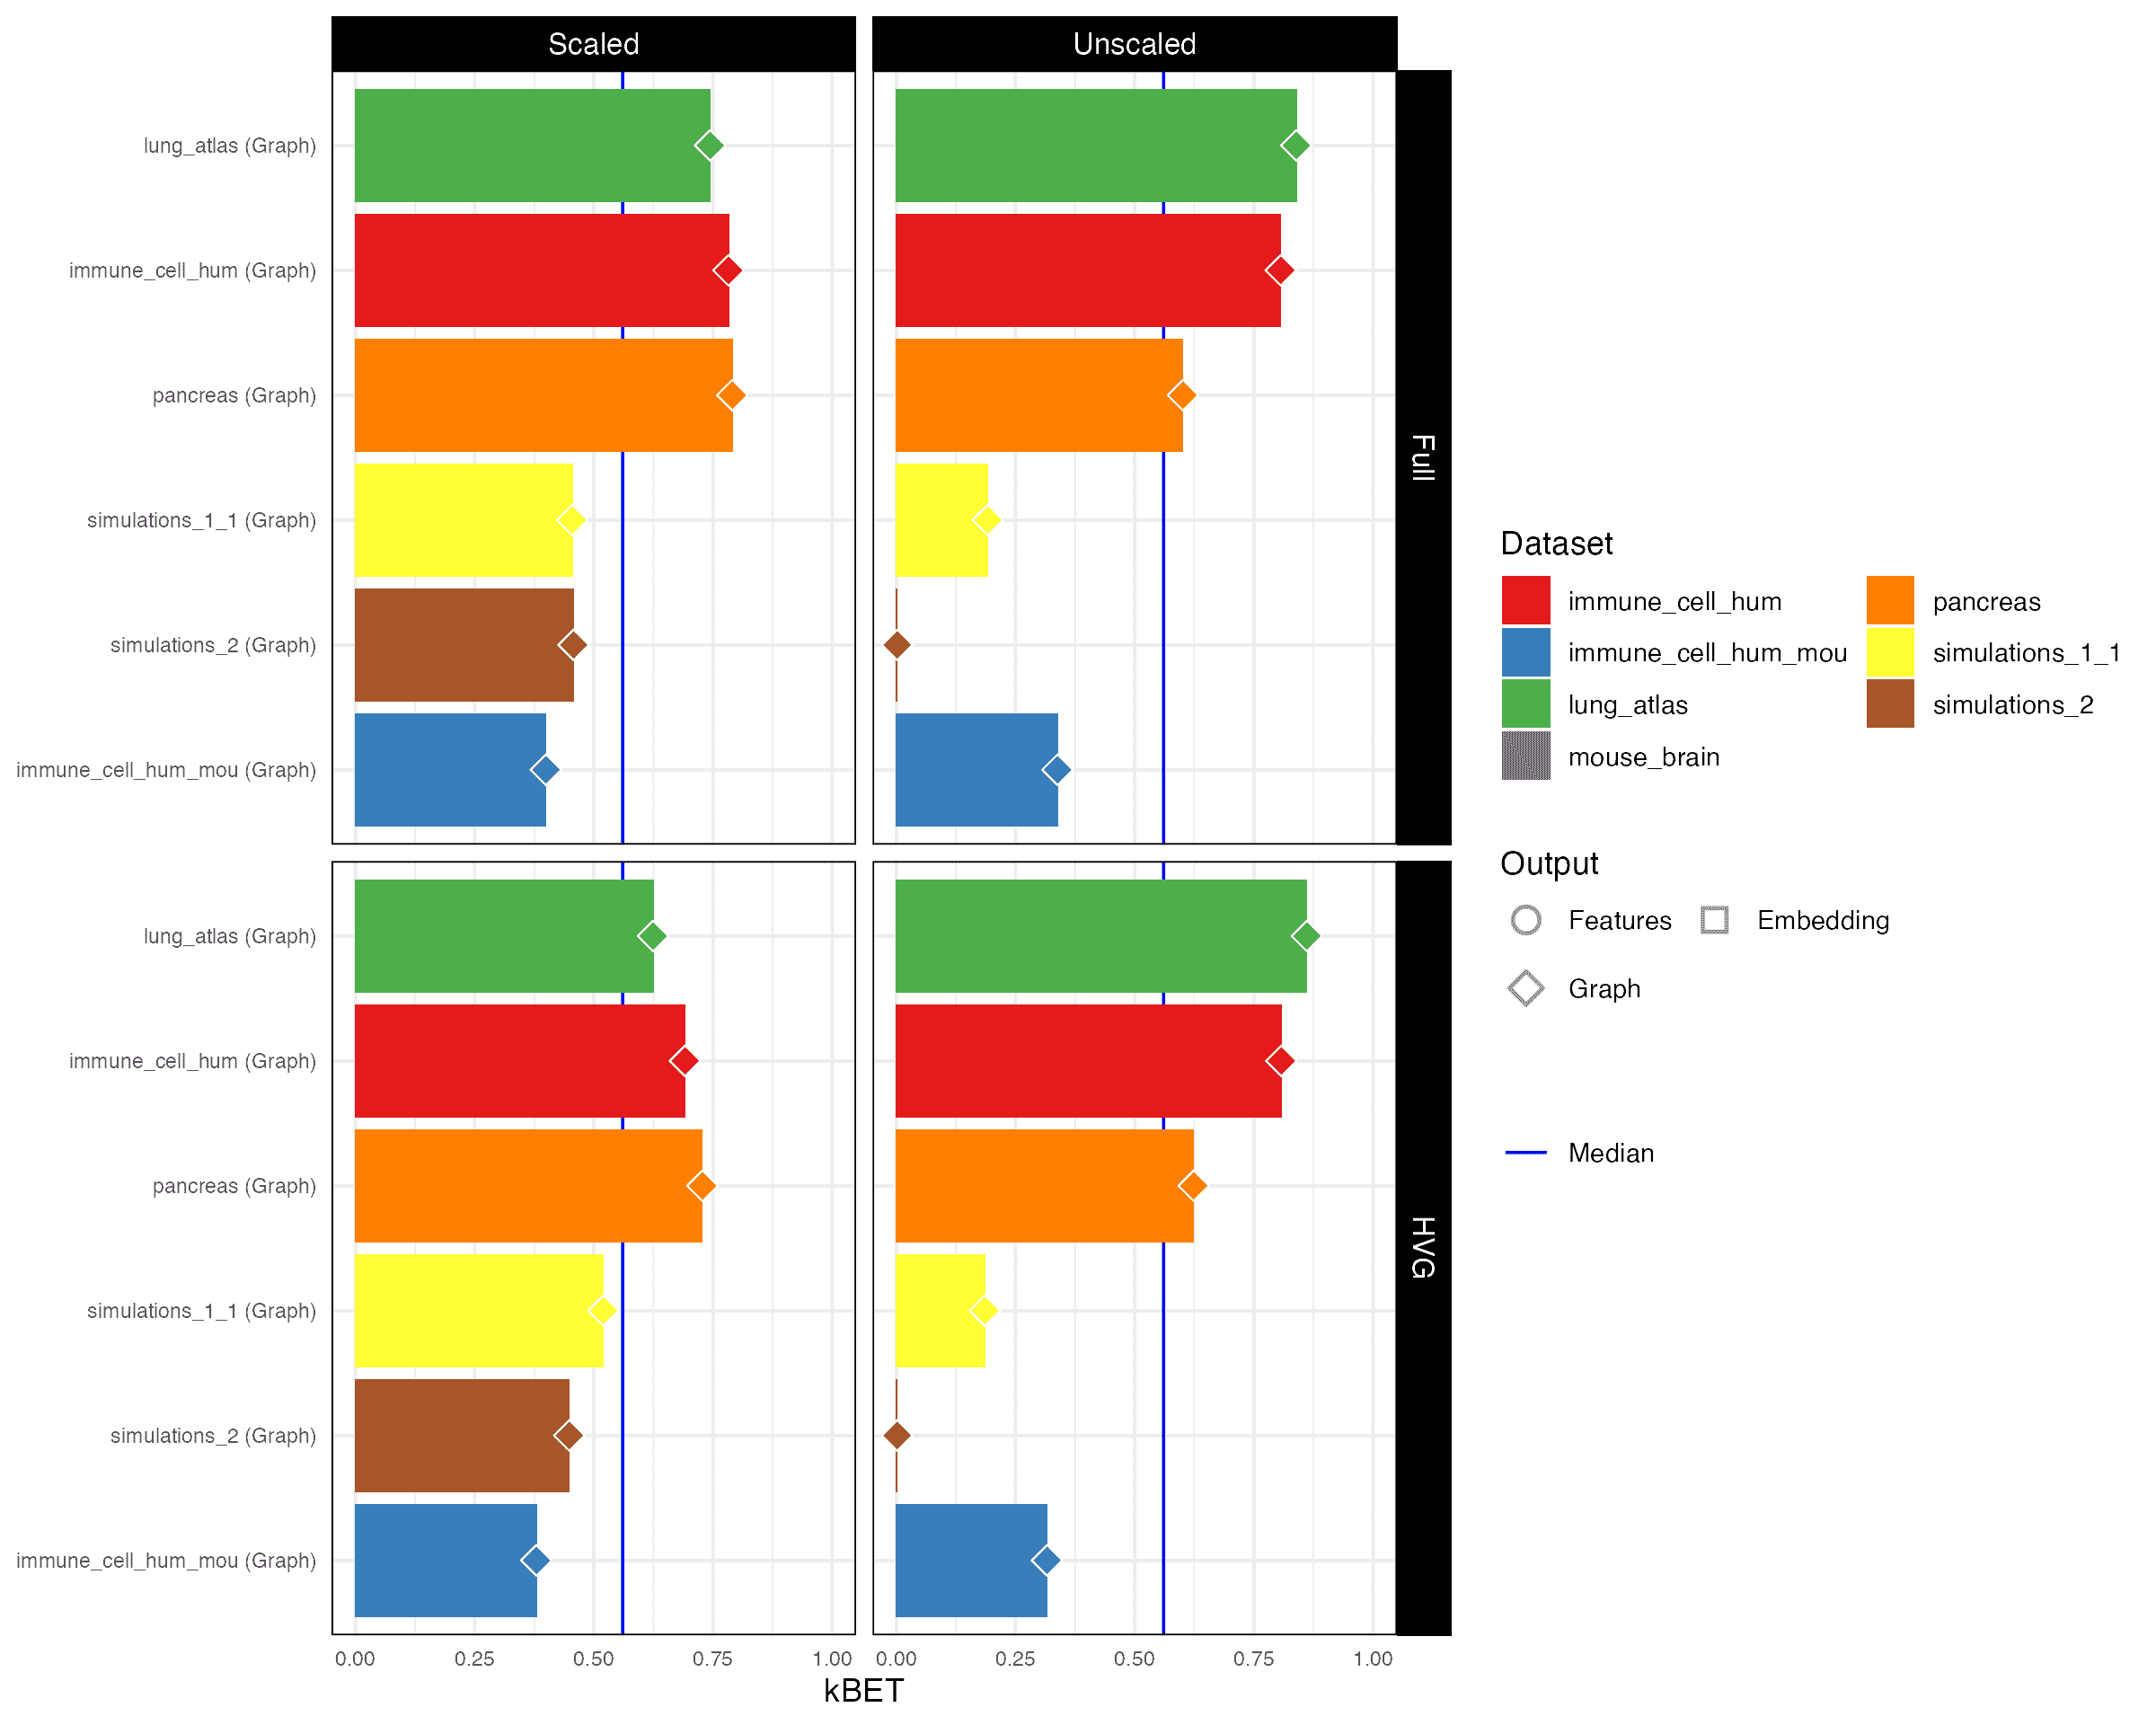 Scaled
Unscaled
lung_atlas (Graph)
immune_cell_hum (Graph)
pancreas (Graph)
simulations_1_1 (Graph)
simulations_2 (Graph)
immune_cell_hum_mou (Graph)
Full
lung_atlas (Graph)
immune_cell_hum (Graph)
pancreas (Graph)
simulations_1_1 (Graph)
simulations_2 (Graph)
immune_cell_hum_mou (Graph)
HVG
0.00 0.25 0.50 0.75 1.00
0.00 0.25 0.50 0.75 1.00
kBET
Dataset
immune_cell_hum
immune_cell_hum_mou
lung_atlas
mouse_brain
pancreas
simulations_1_1
simulations_2
Output
Features
Embedding
Graph
Median